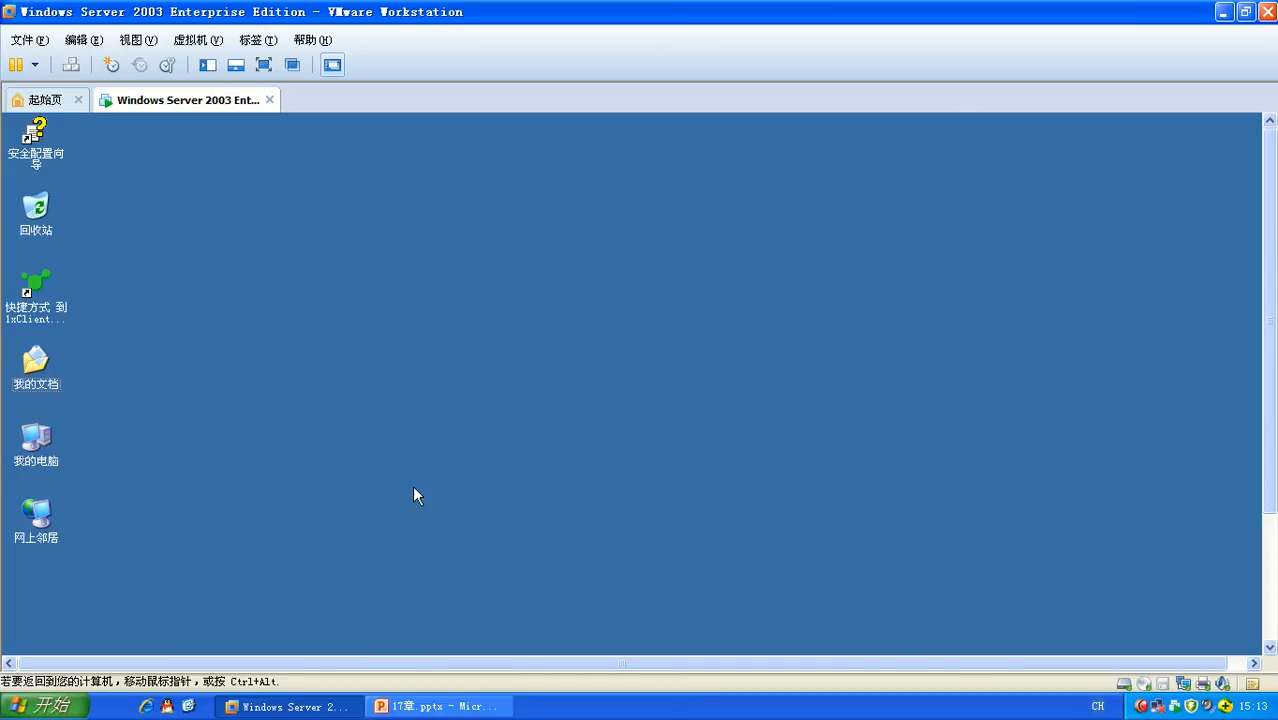 Windows Server 2003 Enterprise Edition - VMware Workstation
文件(F) 编辑(E) 视图(V) 虚拟机(V) 标签(T) 帮助(H)
起始页 Windows Server 2003 Ent...
安全配置向
导
回收站
快捷方式 到
lxClient...
我的文档
我的电脑
网上邻居
要返回到您的计算机，移动鼠标指针，或按 Ctrl+Alt.
开始 Windows Server 2... 17章.pptx - Micr... CH 15:13